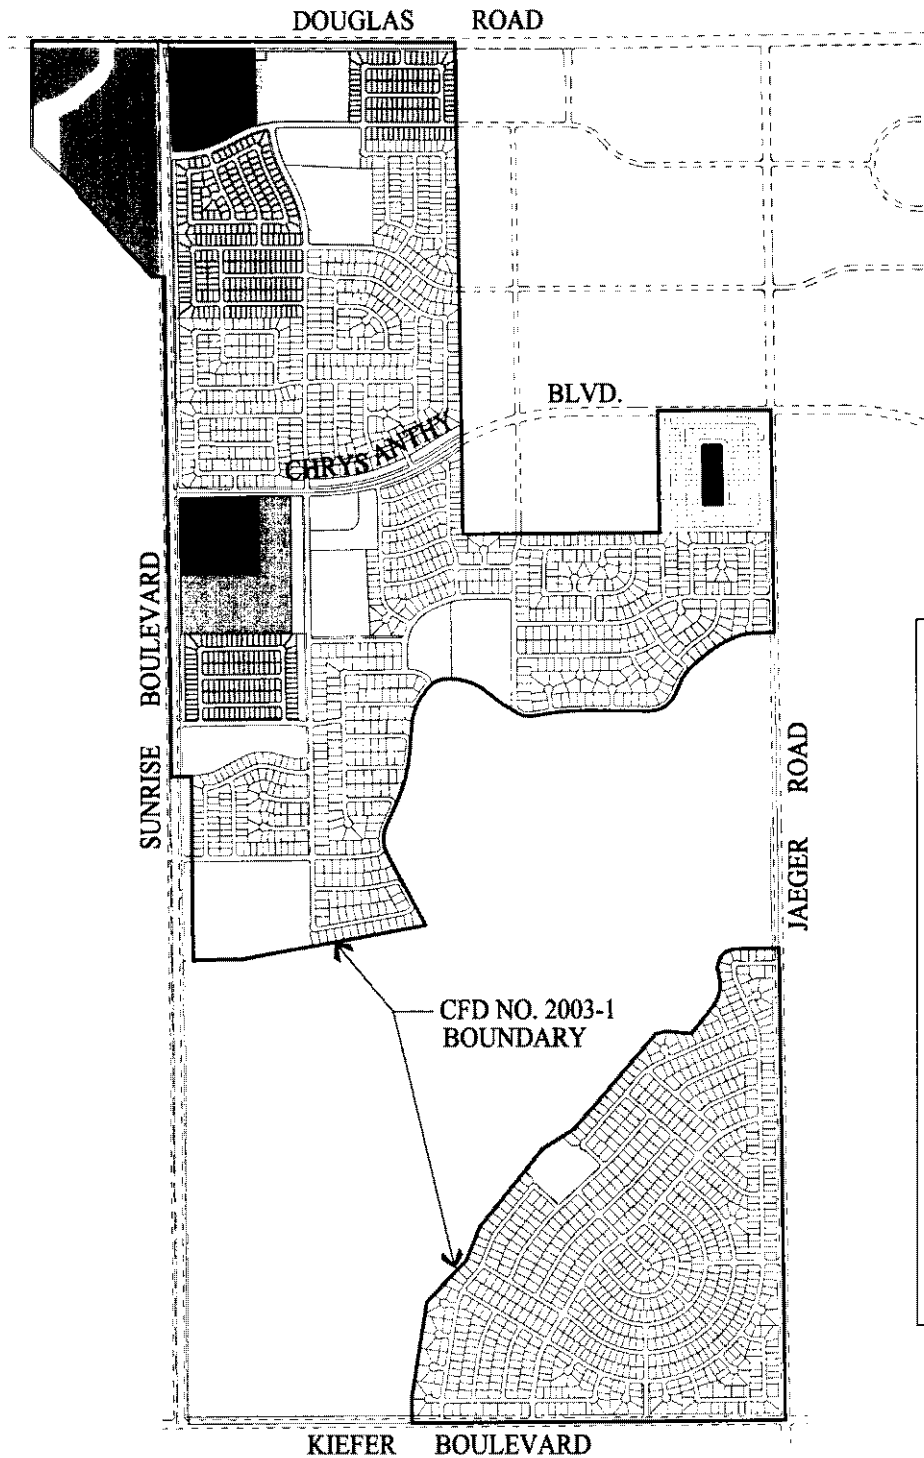 DOUGLAS ROAD
BLVD.
CHRYSANTHY
SUNRISE BOULEVARD
JAEGER ROAD
CFD NO. 2003-1
BOUNDARY
KIEFER BOULEVARD